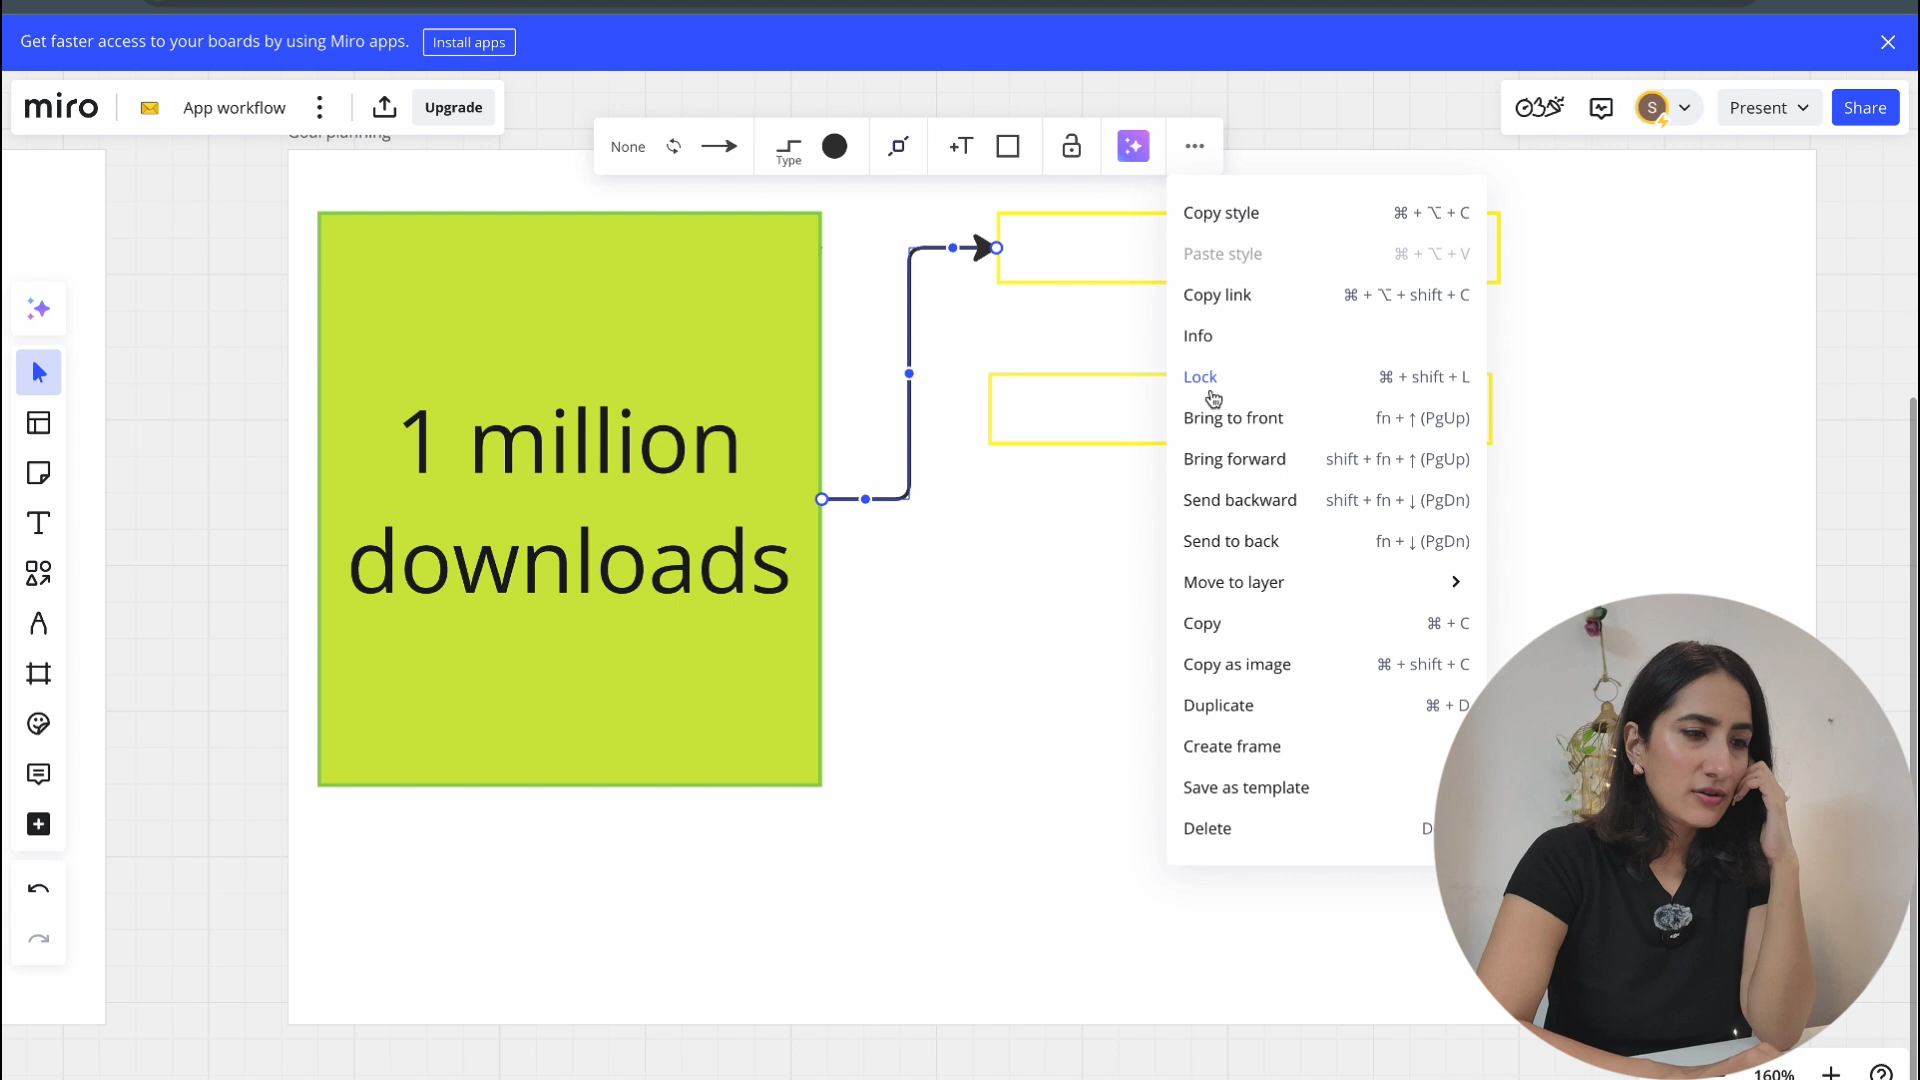 Get faster access to your boards by using Miro apps. Install apps
miro App workflow Upgrade
S Present Share
Goal planning
None Type +T
Copy style ⌘ + ⌥ + C
Paste style ⌘ + ⌥ + V
Copy link ⌘ + ⌥ + shift + C
Info
Lock ⌘ + shift + L
Bring to front fn + ↑ (PgUp)
Bring forward shift + fn + ↑ (PgUp)
Send backward shift + fn + ↓ (PgDn)
Send to back fn + ↓ (PgDn)
Move to layer
Copy ⌘ + C
Copy as image ⌘ + shift + C
Duplicate ⌘ + D
Create frame
Save as template
Delete D
1 million
downloads
160%